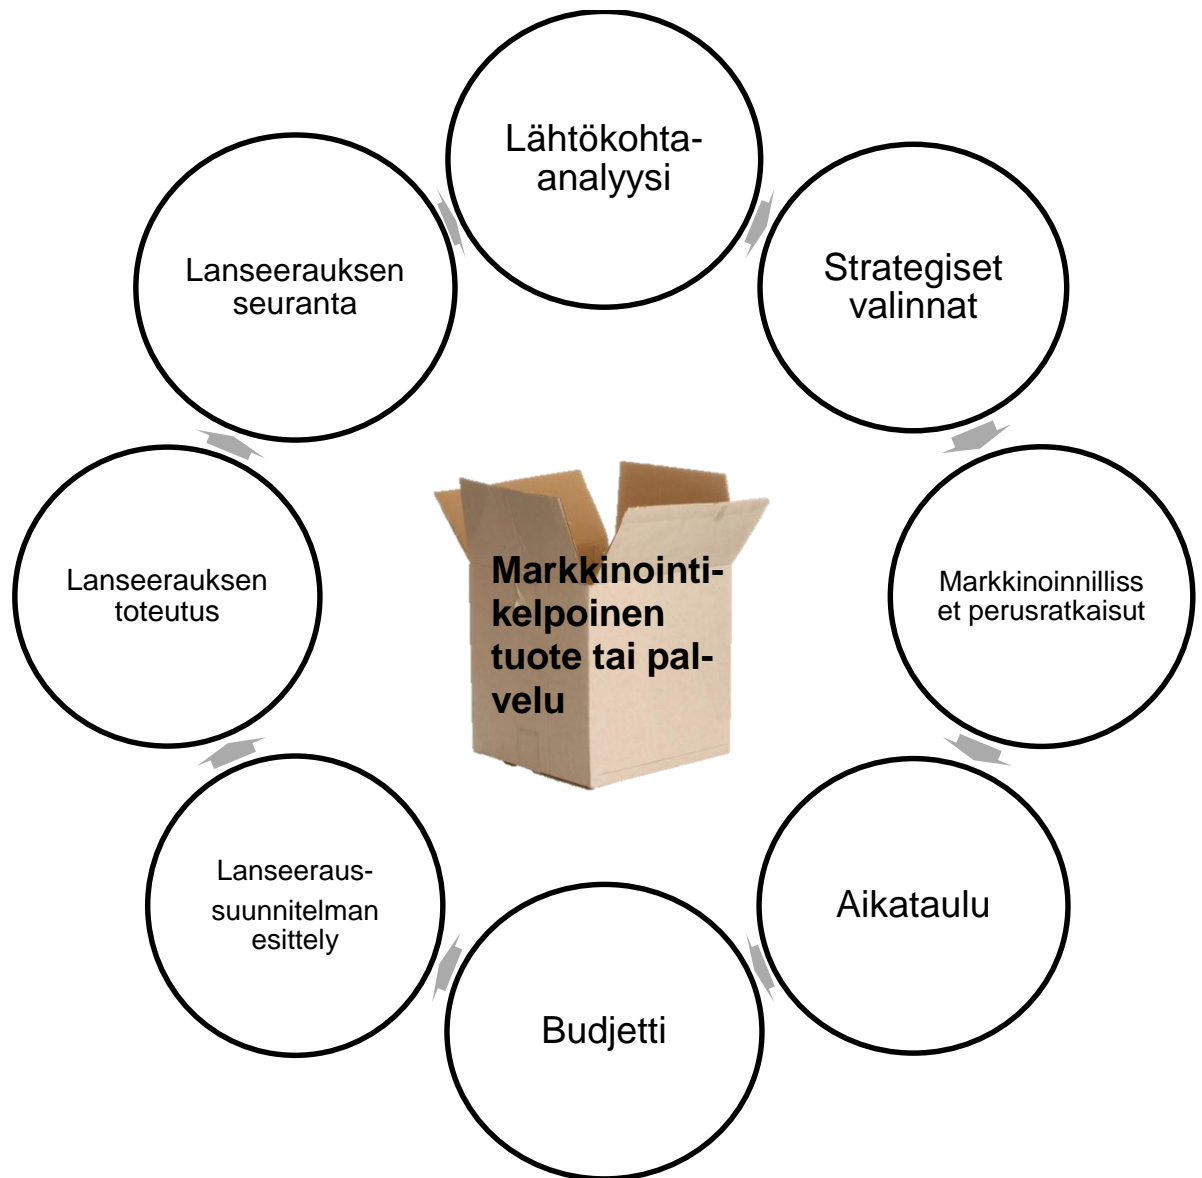 Lähtökohta-
analyysi
Strategiset
valinnat
Markkinoinnilliss
et perusratkaisut
Aikataulu
Budjetti
Lanseeraus-
suunnitelman
esittely
Lanseerauksen
toteutus
Lanseerauksen
seuranta
Markkinointi-
kelpoinen
tuote tai pal-
velu